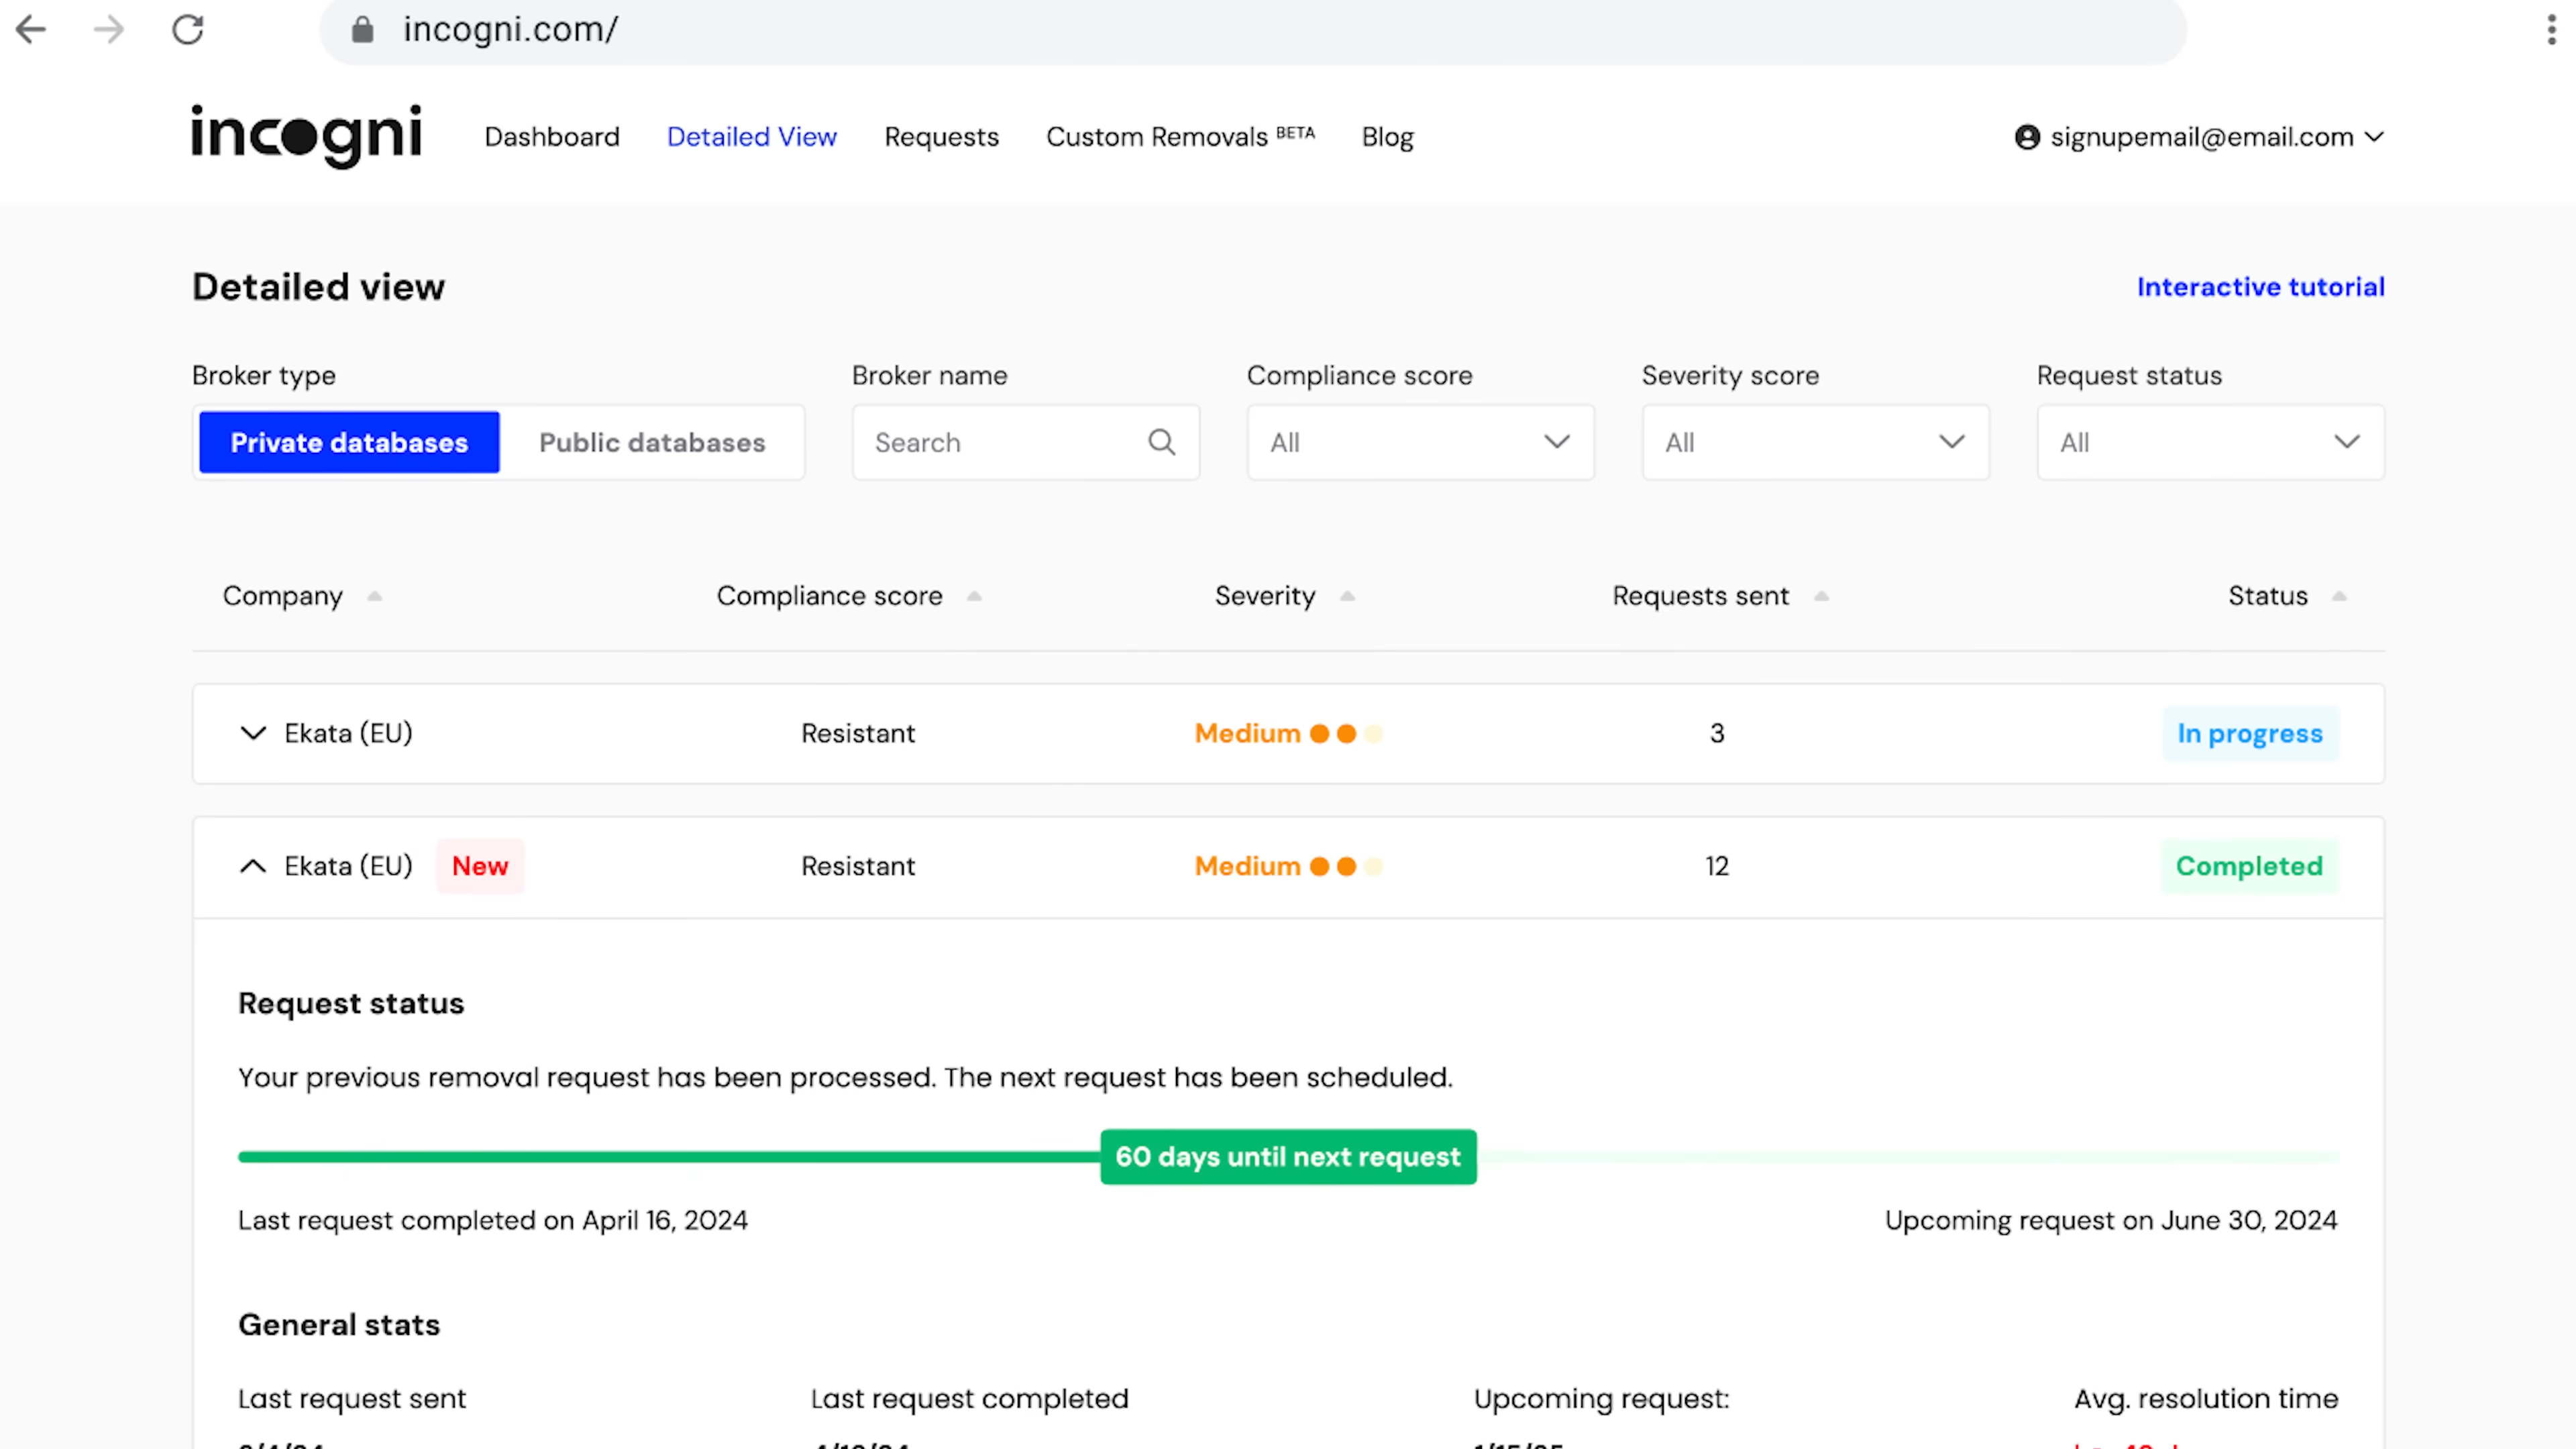 incogni.com/
incogni Dashboard Detailed View Requests Custom Removals BETA Blog signupemail@email.com
Detailed view Interactive tutorial
Broker type Broker name Compliance score Severity score Request status
Private databases Public databases Search All All All
Company Compliance score Severity Requests sent Status
Ekata (EU) Resistant Medium 3 In progress
Ekata (EU) New Resistant Medium 12 Completed
Request status
Your previous removal request has been processed. The next request has been scheduled.
60 days until next request
Last request completed on April 16, 2024 Upcoming request on June 30, 2024
General stats
Last request sent Last request completed Upcoming request: Avg. resolution time